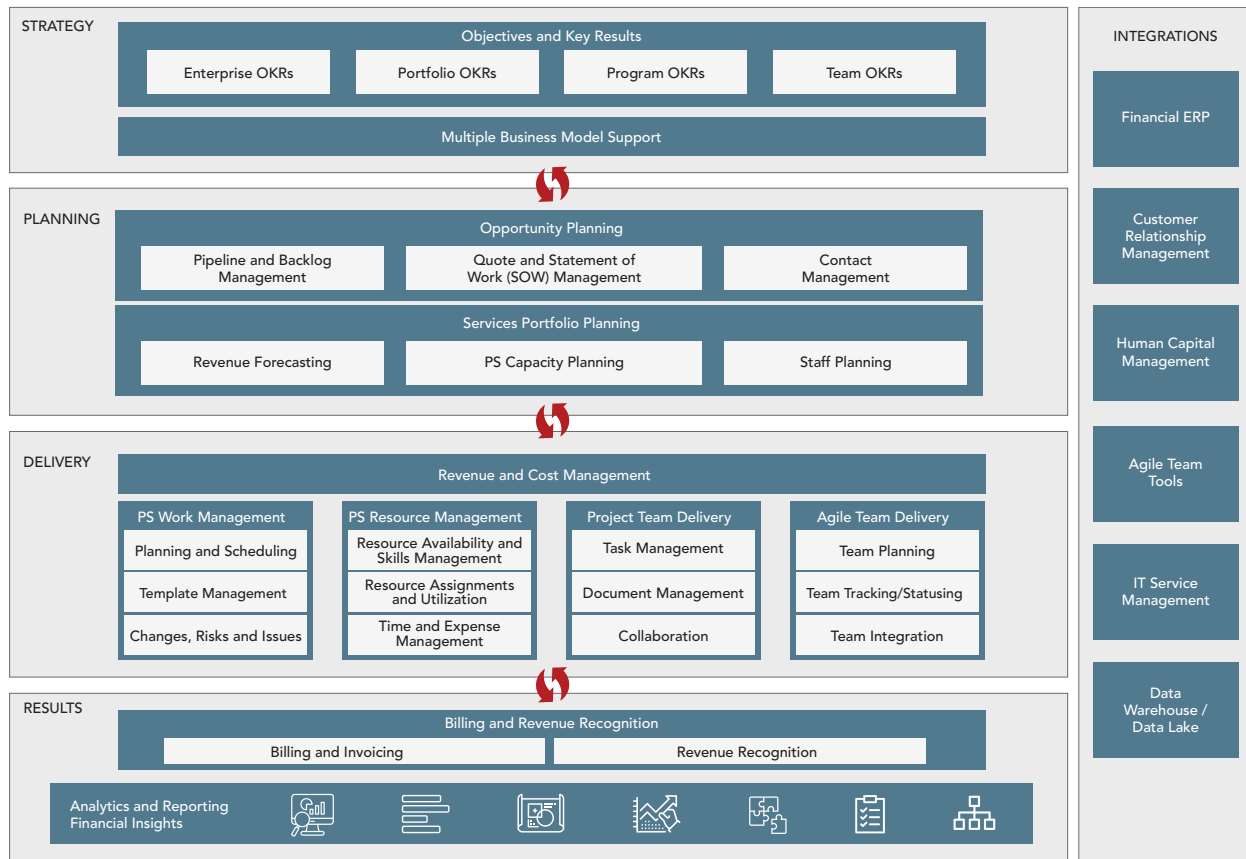 STRATEGY
Objectives and Key Results
Enterprise OKRs
Portfolio OKRs
Program OKRs
Team OKRs
Multiple Business Model Support
PLANNING
Opportunity Planning
Pipeline and Backlog
Management
Quote and Statement of
Work (SOW) Management
Contact
Management
Services Portfolio Planning
Revenue Forecasting
PS Capacity Planning
Staff Planning
DELIVERY
Revenue and Cost Management
PS Work Management
Planning and Scheduling
Template Management
Changes, Risks and Issues
PS Resource Management
Resource Availability and
Skills Management
Resource Assignments
and Utilization
Time and Expense
Management
Project Team Delivery
Task Management
Document Management
Collaboration
Agile Team Delivery
Team Planning
Team Tracking/Statusing
Team Integration
RESULTS
Billing and Revenue Recognition
Billing and Invoicing
Revenue Recognition
Analytics and Reporting
Financial Insights
INTEGRATIONS
Financial ERP
Customer
Relationship
Management
Human Capital
Management
Agile Team
Tools
IT Service
Management
Data
Warehouse /
Data Lake